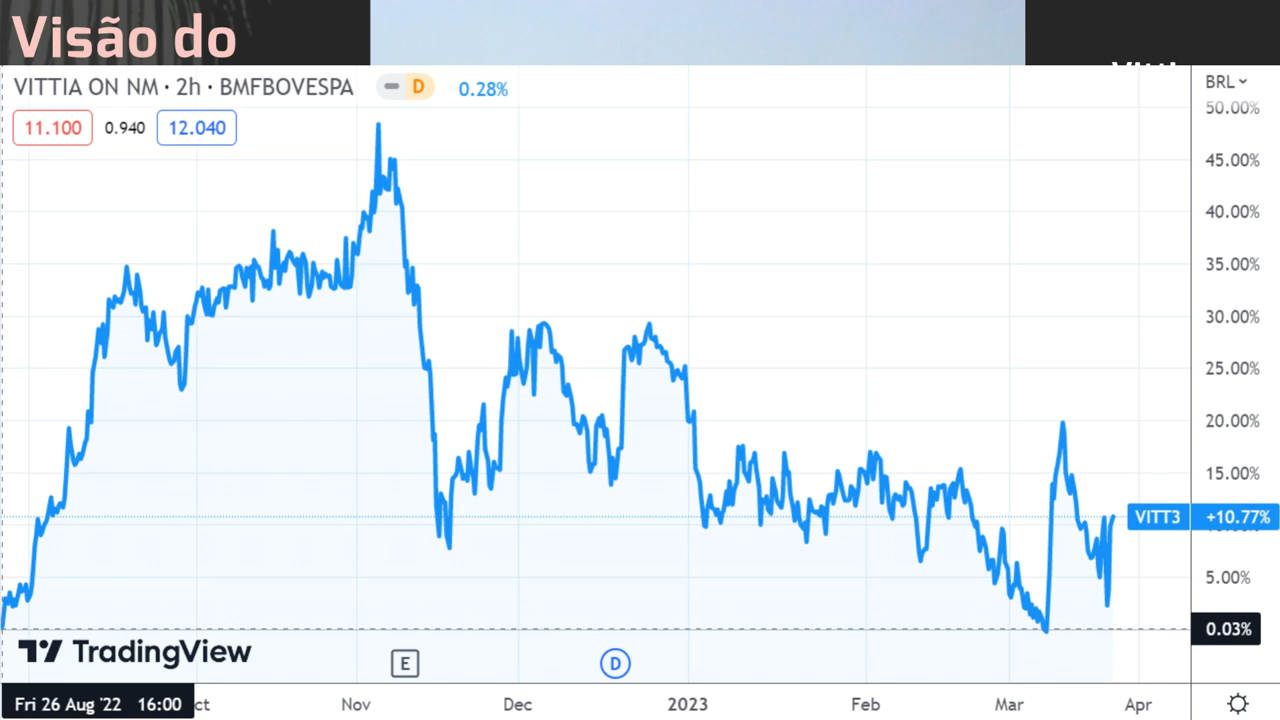 Visão do
VITTIA ON NM · 2h · BMFBOVESPA
D
0.28%
BRL
11.100
0.940
12.040
50.00%
45.00%
40.00%
35.00%
30.00%
25.00%
20.00%
15.00%
VITT3
+10.77%
5.00%
0.03%
TradingView
E
D
Fri 26 Aug '22 16:00
ct
Nov
Dec
2023
Feb
Mar
Apr